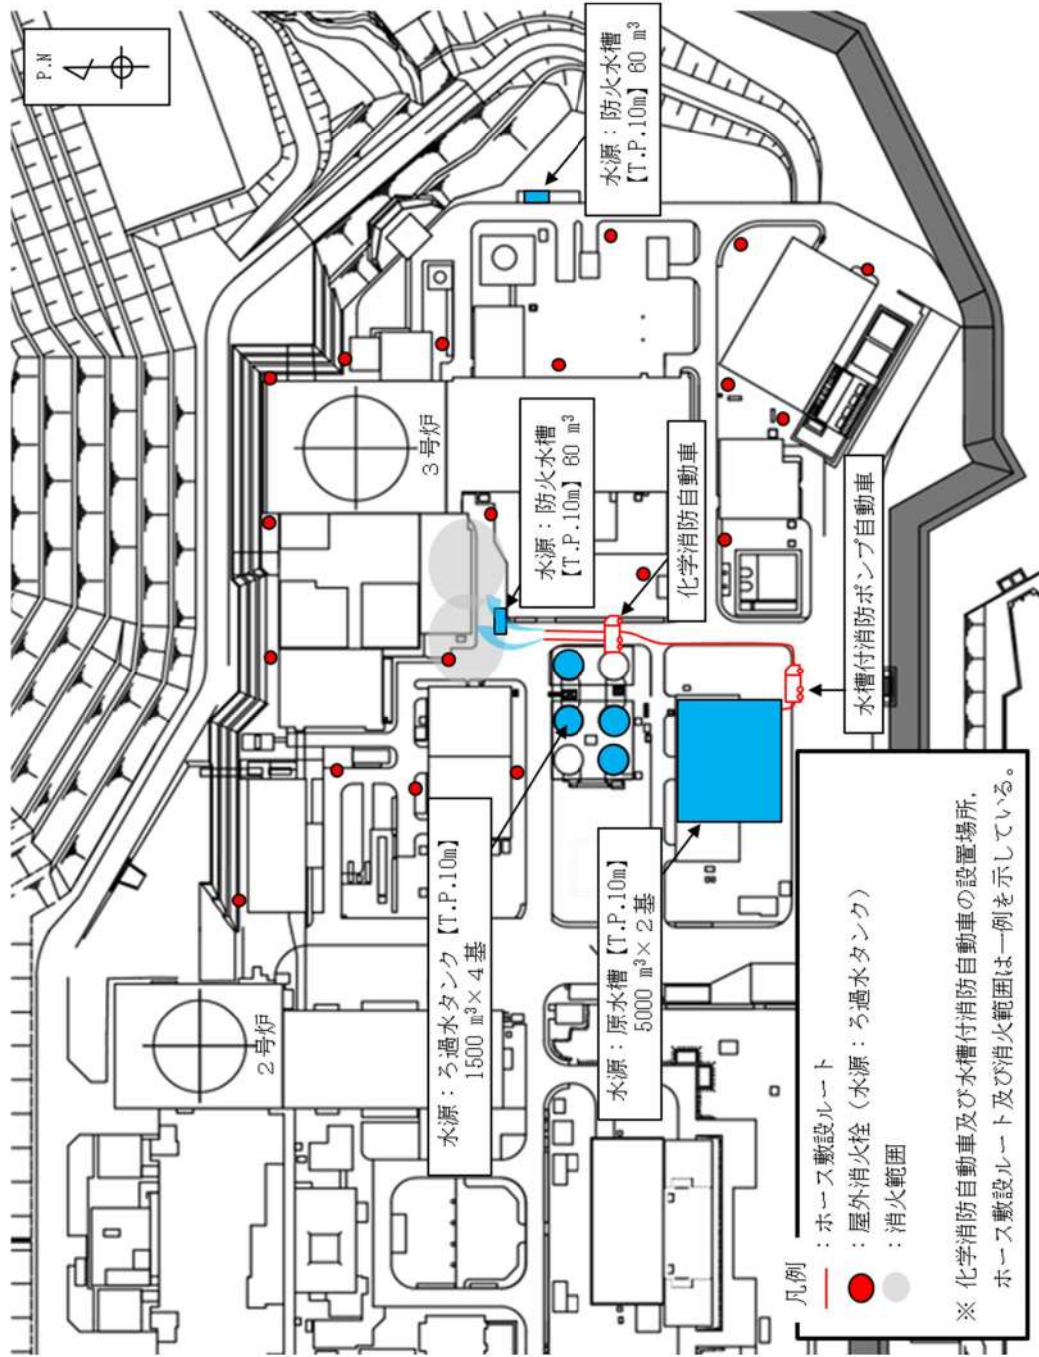 P.N
水源：防火水槽
【T.P.10m】60 m³
3号炉
水源：防火水槽
【T.P.10m】60 m³
化学消防自動車
水槽付消防ポンプ自動車
2号炉
水源：ろ過水タンク【T.P.10m】
1500 m³×4基
水源：原水槽【T.P.10m】
5000 m³×2基
凡例
：ホース敷設ルート
：屋外消火栓（水源：ろ過水タンク）
：消火範囲
※ 化学消防自動車及び水槽付消防自動車の設置場所，
ホース敷設ルート及び消火範囲は一例を示している。